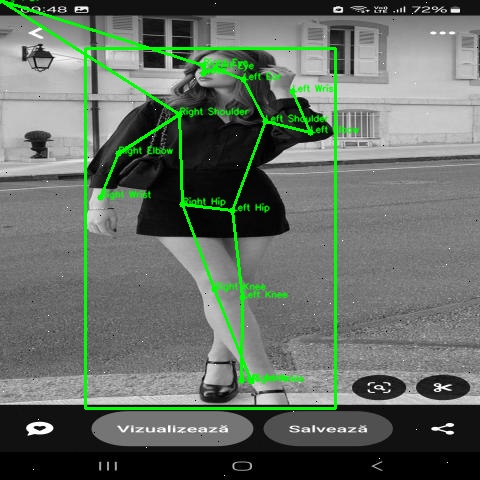 09:48
72%
Right Eye
Left Ear
Left Wrist
Right Shoulder
Left Shoulder
Left Elbow
Right Elbow
Right Wrist
Right Hip
Left Hip
Right Knee
Left Knee
Vizualizează
Salvează